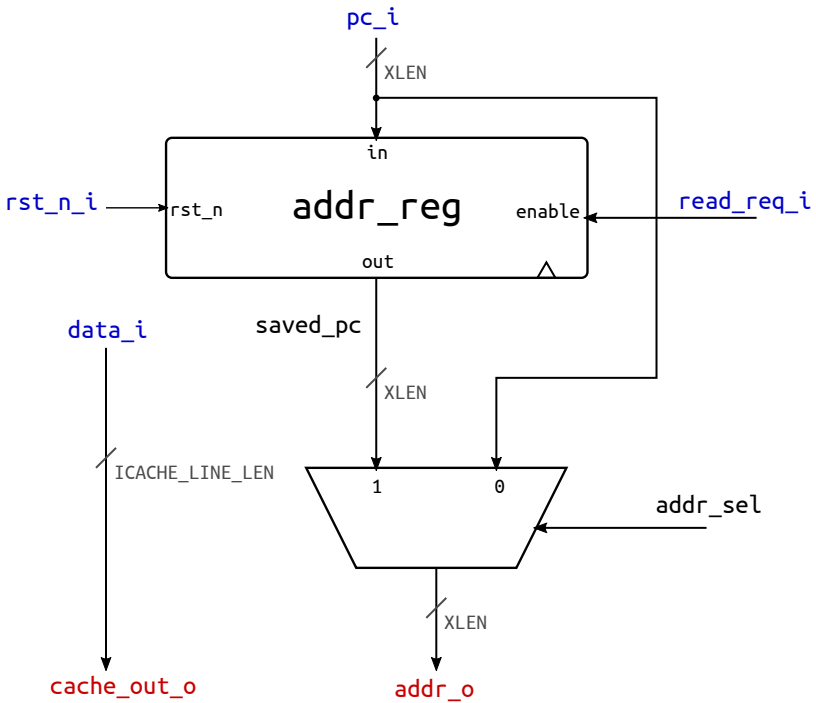 pc_i
XLEN
in
rst_n_i
rst_n
addr_reg
enable
read_req_i
out
saved_pc
data_i
XLEN
ICACHE_LINE_LEN
1
0
addr_sel
XLEN
cache_out_o
addr_o